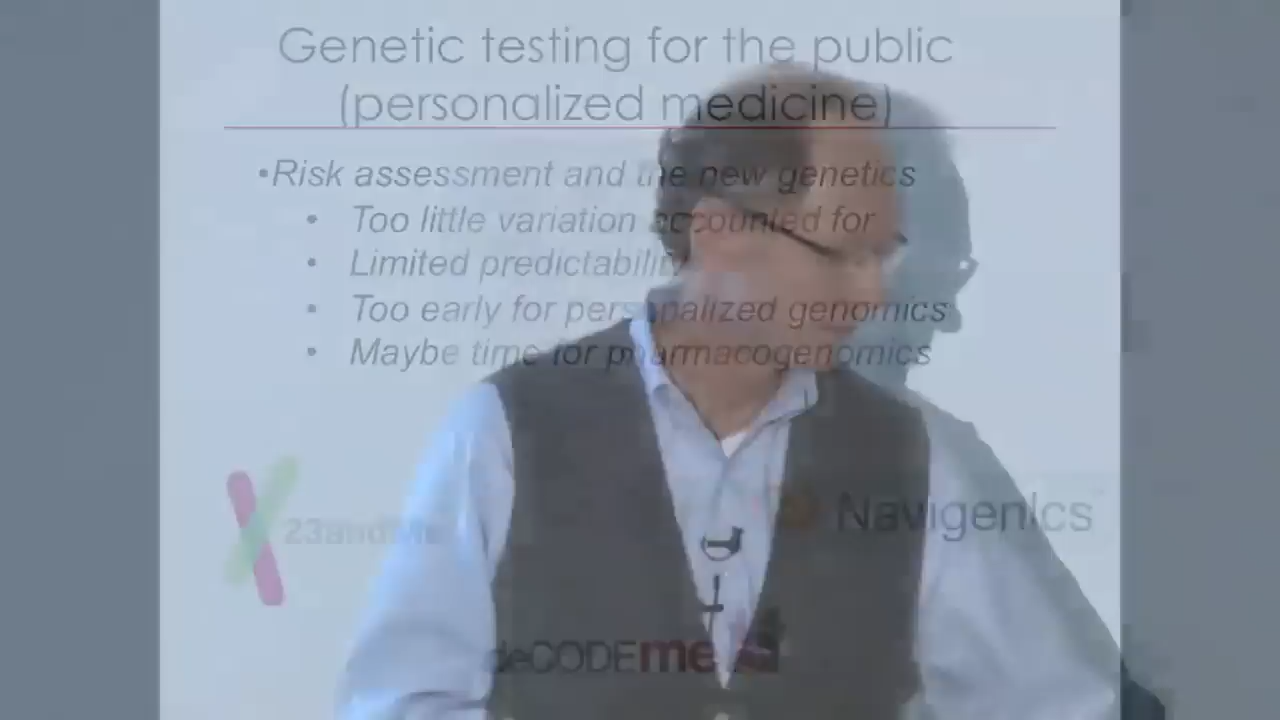 Genetic testing for the public
(personalized medicine)
•Risk assessment and the new genetics
• Too little variation accounted for
• Limited predictability
• Too early for personalized genomics
• Maybe time for pharmacogenomics
23andMe
Navigenics
deCODEme